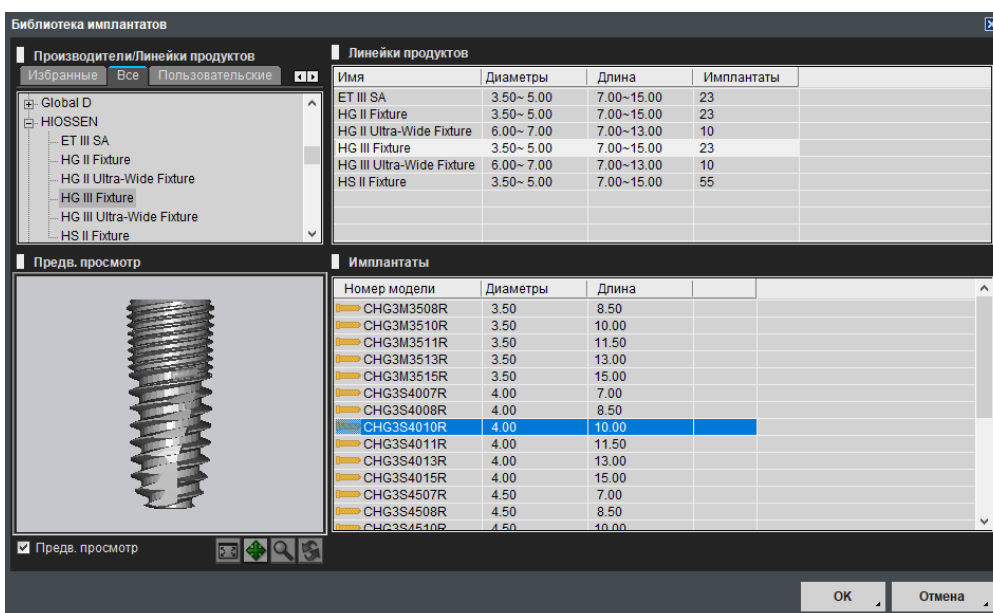 Библиотека имплантатов
Производители/Линейки продуктов
Избранные Все Пользовательские
Global D
HIOSSEN
ET III SA
HG II Fixture
HG II Ultra-Wide Fixture
HG III Fixture
HG III Ultra-Wide Fixture
HS II Fixture
Линейки продуктов
Имя Диаметры Длина Имплантаты
ET III SA 3.50~ 5.00 7.00~15.00 23
HG II Fixture 3.50~ 5.00 7.00~15.00 23
HG II Ultra-Wide Fixture 6.00~ 7.00 7.00~13.00 10
HG III Fixture 3.50~ 5.00 7.00~15.00 23
HG III Ultra-Wide Fixture 6.00~ 7.00 7.00~13.00 10
HS II Fixture 3.50~ 5.00 7.00~15.00 55
Предв. просмотр
Имплантаты
Номер модели Диаметры Длина
CHG3M3508R 3.50 8.50
CHG3M3510R 3.50 10.00
CHG3M3511R 3.50 11.50
CHG3M3513R 3.50 13.00
CHG3M3515R 3.50 15.00
CHG3S4007R 4.00 7.00
CHG3S4008R 4.00 8.50
CHG3S4010R 4.00 10.00
CHG3S4011R 4.00 11.50
CHG3S4013R 4.00 13.00
CHG3S4015R 4.00 15.00
CHG3S4507R 4.50 7.00
CHG3S4508R 4.50 8.50
CHG3S4510R 4.50 10.00
Предв. просмотр
OK Отмена